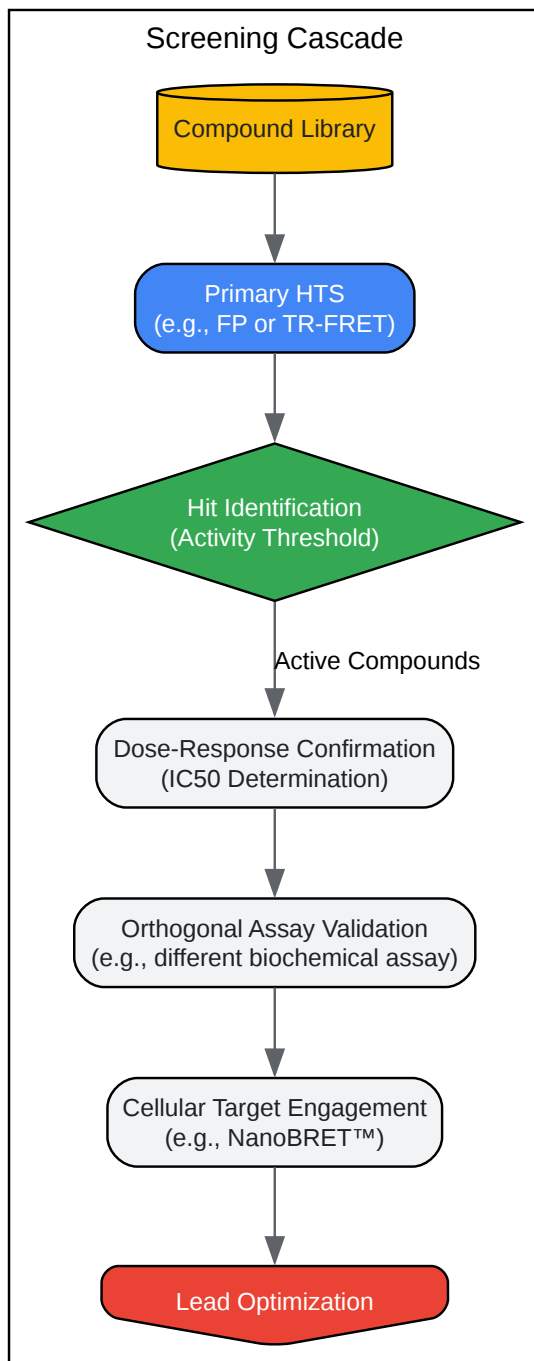 Screening Cascade
Compound Library
Primary HTS
(e.g., FP or TR-FRET)
Hit Identification
(Activity Threshold)
Active Compounds
Dose-Response Confirmation
(IC50 Determination)
Orthogonal Assay Validation
(e.g., different biochemical assay)
Cellular Target Engagement
(e.g., NanoBRET™)
Lead Optimization